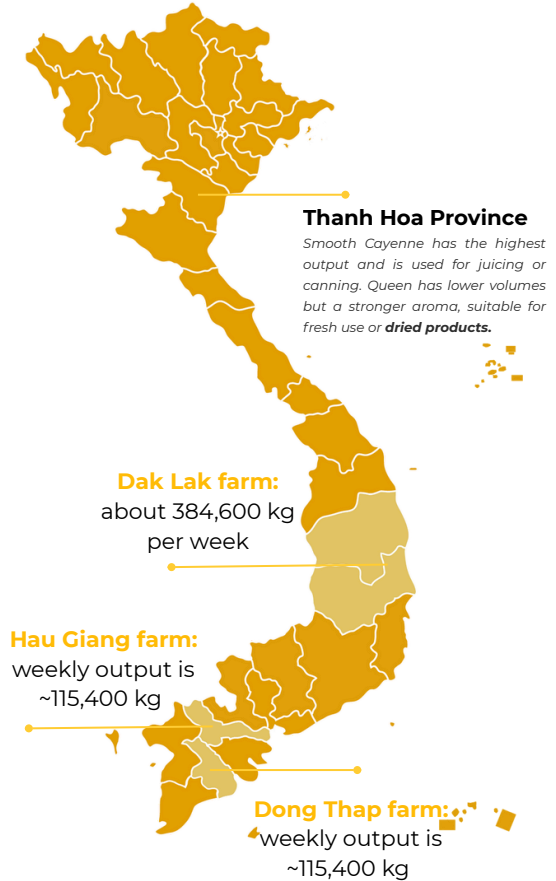 Thanh Hoa Province
Smooth Cayenne has the highest
output and is used for juicing or
canning. Queen has lower volumes
but a stronger aroma, suitable for
fresh use or dried products.
Dak Lak farm:
about 384,600 kg
per week
Hau Giang farm:
weekly output is
~115,400 kg
Dong Thap farm:
weekly output is
~115,400 kg